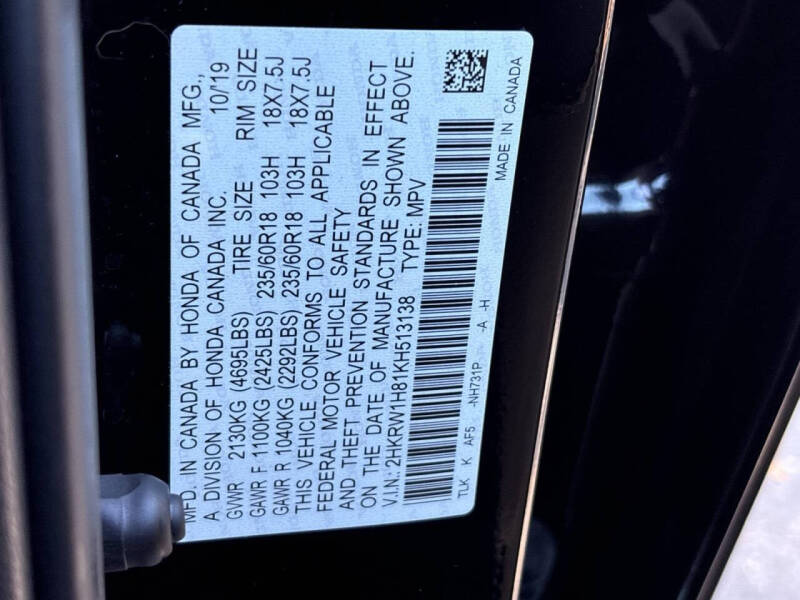 MFD. IN CANADA BY HONDA OF CANADA MFG.,
A DIVISION OF HONDA CANADA INC. 10/'19
GVWR 2130KG (4695LBS) TIRE SIZE RIM SIZE
GAWR F 1100KG (2425LBS) 235/60R18 103H 18X7.5J
GAWR R 1040KG (2292LBS) 235/60R18 103H 18X7.5J
THIS VEHICLE CONFORMS TO ALL APPLICABLE
FEDERAL MOTOR VEHICLE SAFETY
AND THEFT PREVENTION STANDARDS IN EFFECT
ON THE DATE OF MANUFACTURE SHOWN ABOVE.
V.I.N.: 2HKRW1H81KH513138 TYPE: MPV
TLK K AF5 -NH731P -A -H
MADE IN CANADA